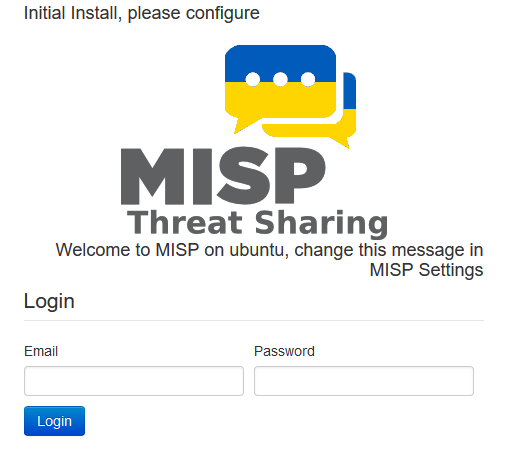 Initial Install, please configure
MISP
Threat Sharing
Welcome to MISP on ubuntu, change this message in
MISP Settings
Login
Email
Password
Login